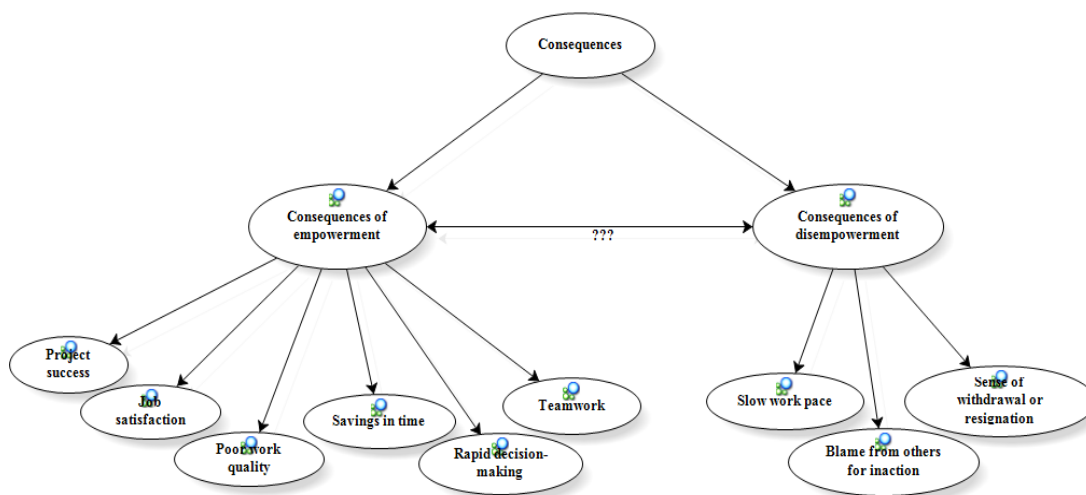 Consequences
Consequences of
empowerment
???
Consequences of
disempowerment
Project
success
Job
satisfaction
Poor work
quality
Savings in time
Rapid decision-
making
Teamwork
Slow work pace
Blame from others
for inaction
Sense of
withdrawal or
resignation